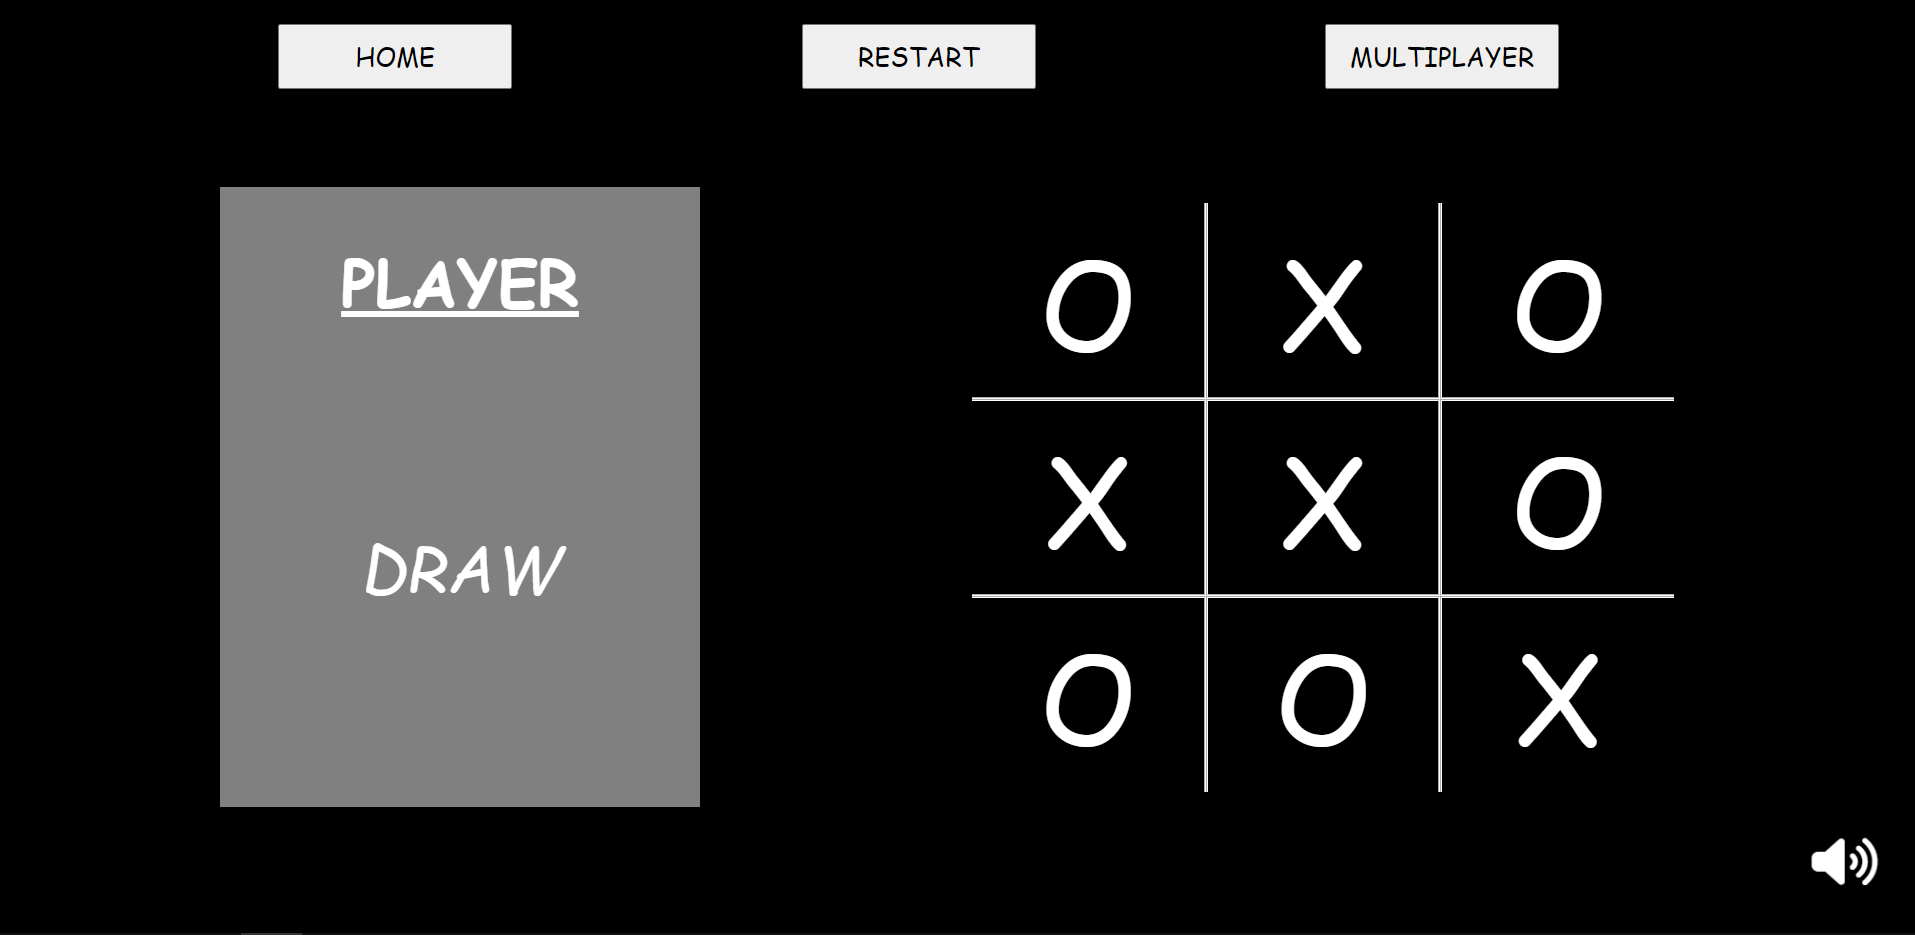 HOME RESTART MULTIPLAYER
PLAYER
DRAW
O X O
X X O
O O X